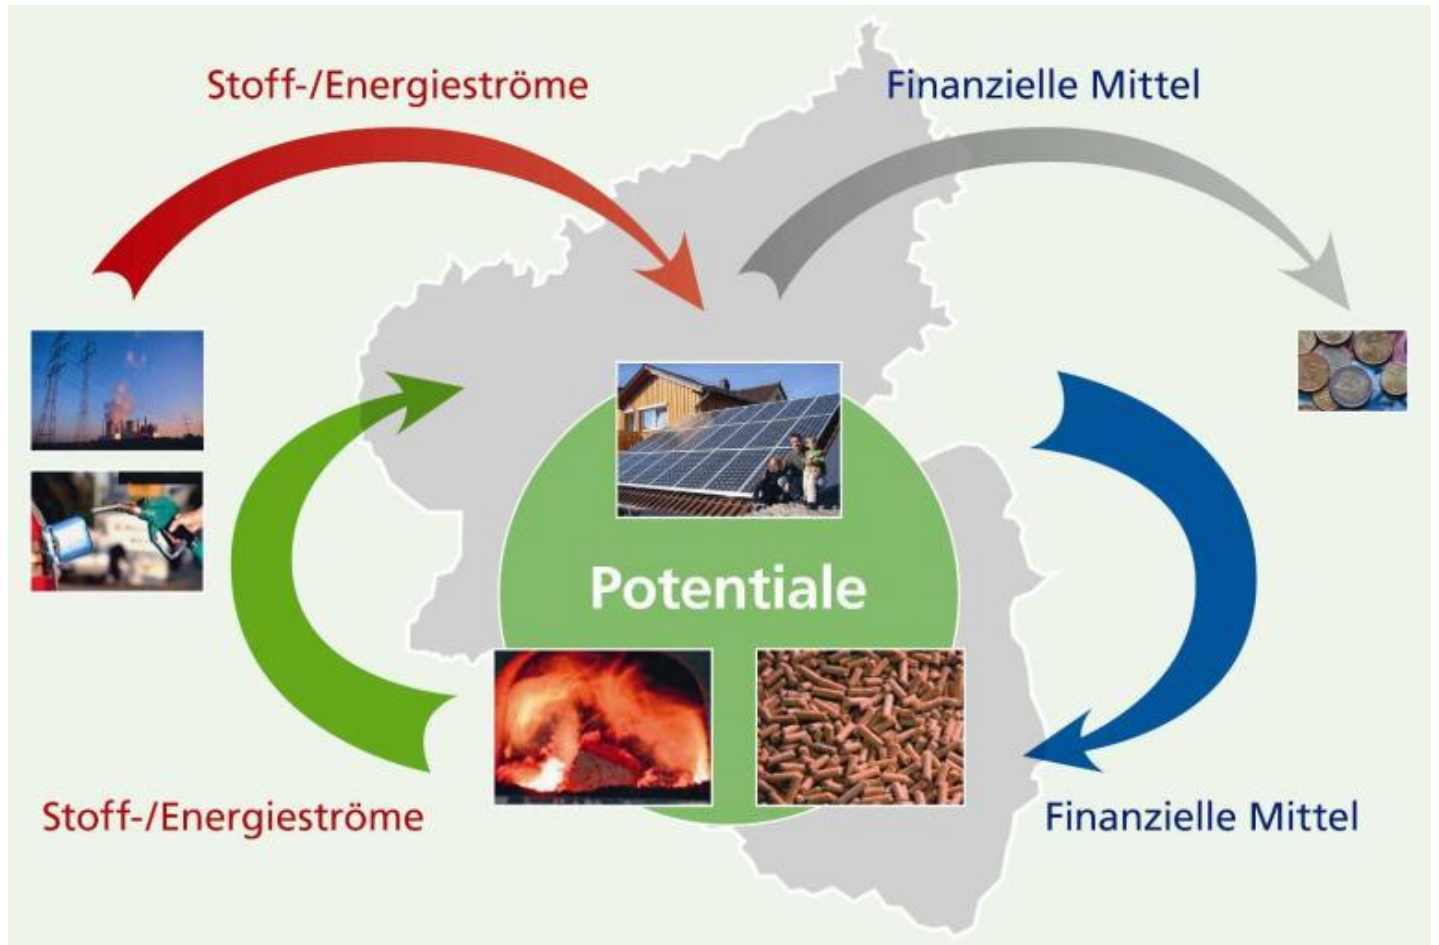 Stoff-/Energieströme
Finanzielle Mittel
Potentiale
Stoff-/Energieströme
Finanzielle Mittel